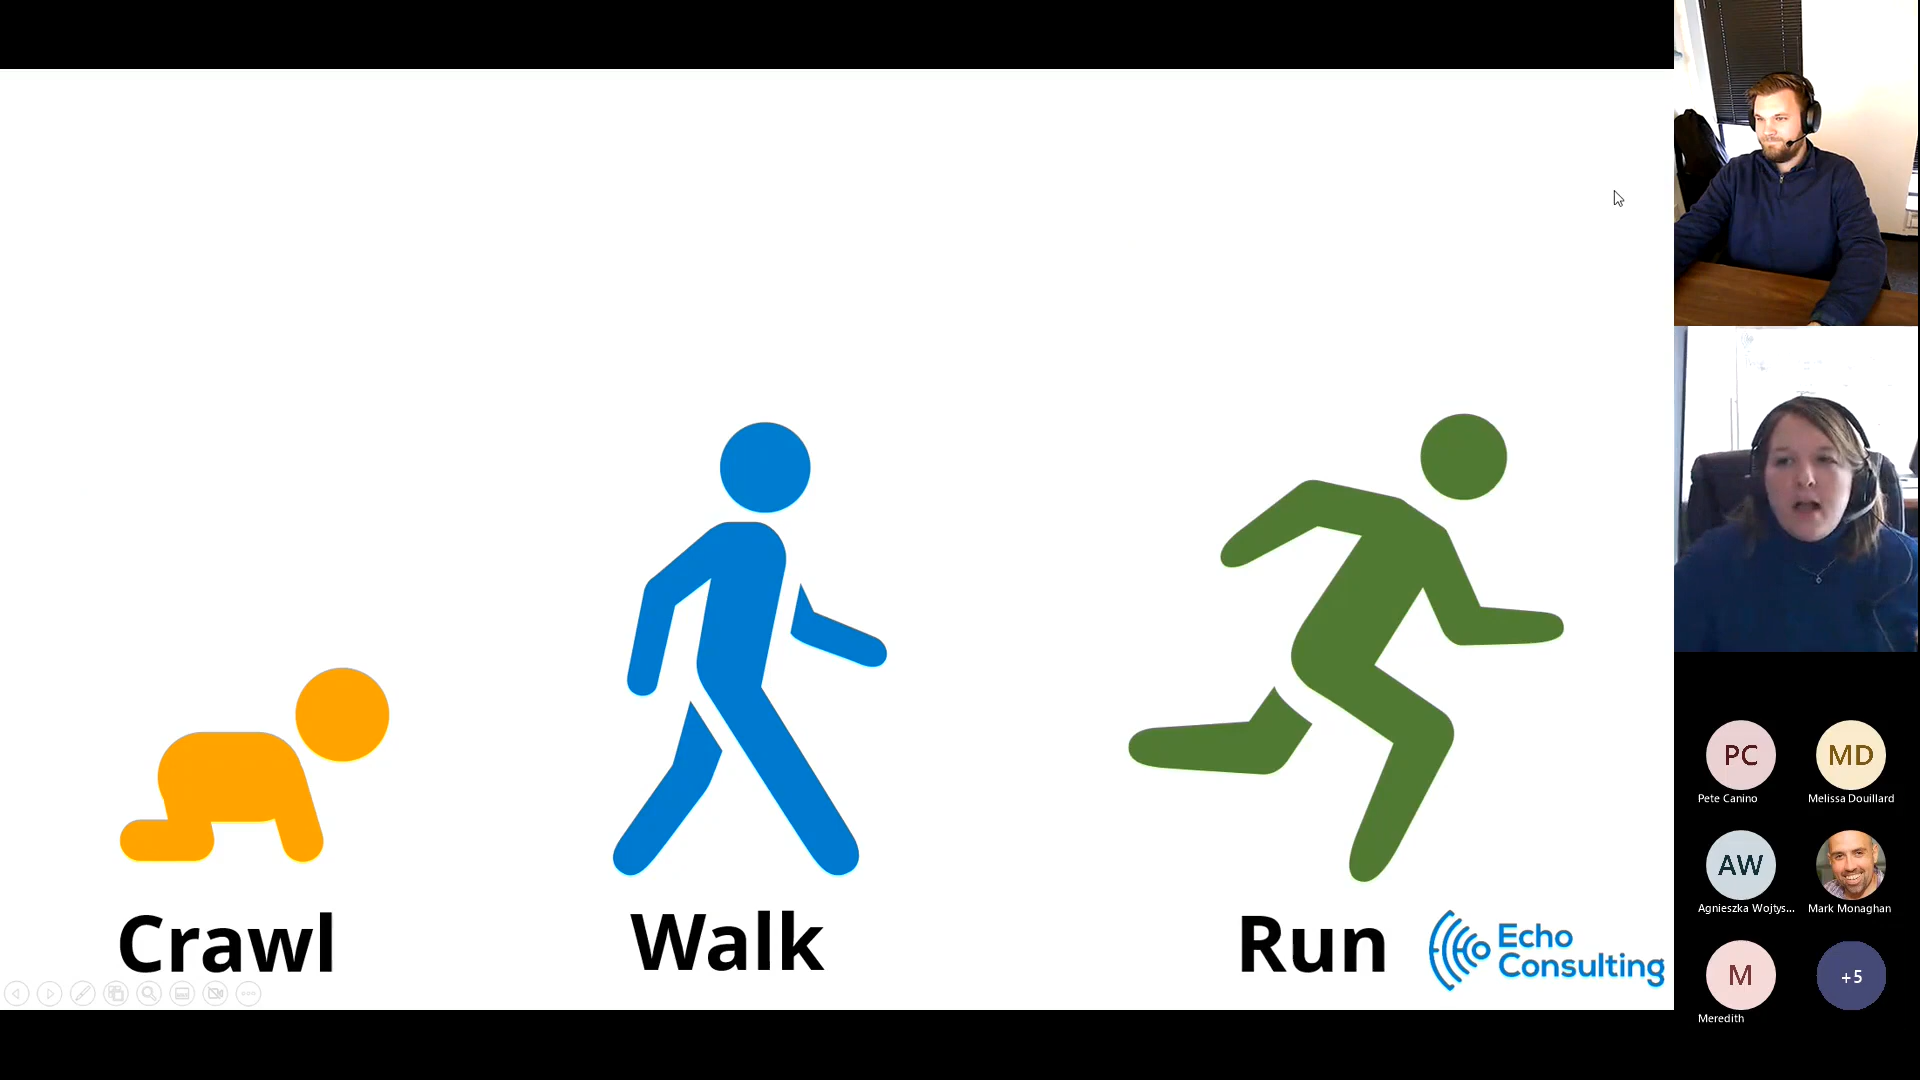 Crawl
Walk
Run
Echo
Consulting
PC
MD
Pete Canino
Melissa Douillard
AW
Agnieszka Wojtys...
Mark Monaghan
M
+5
Meredith